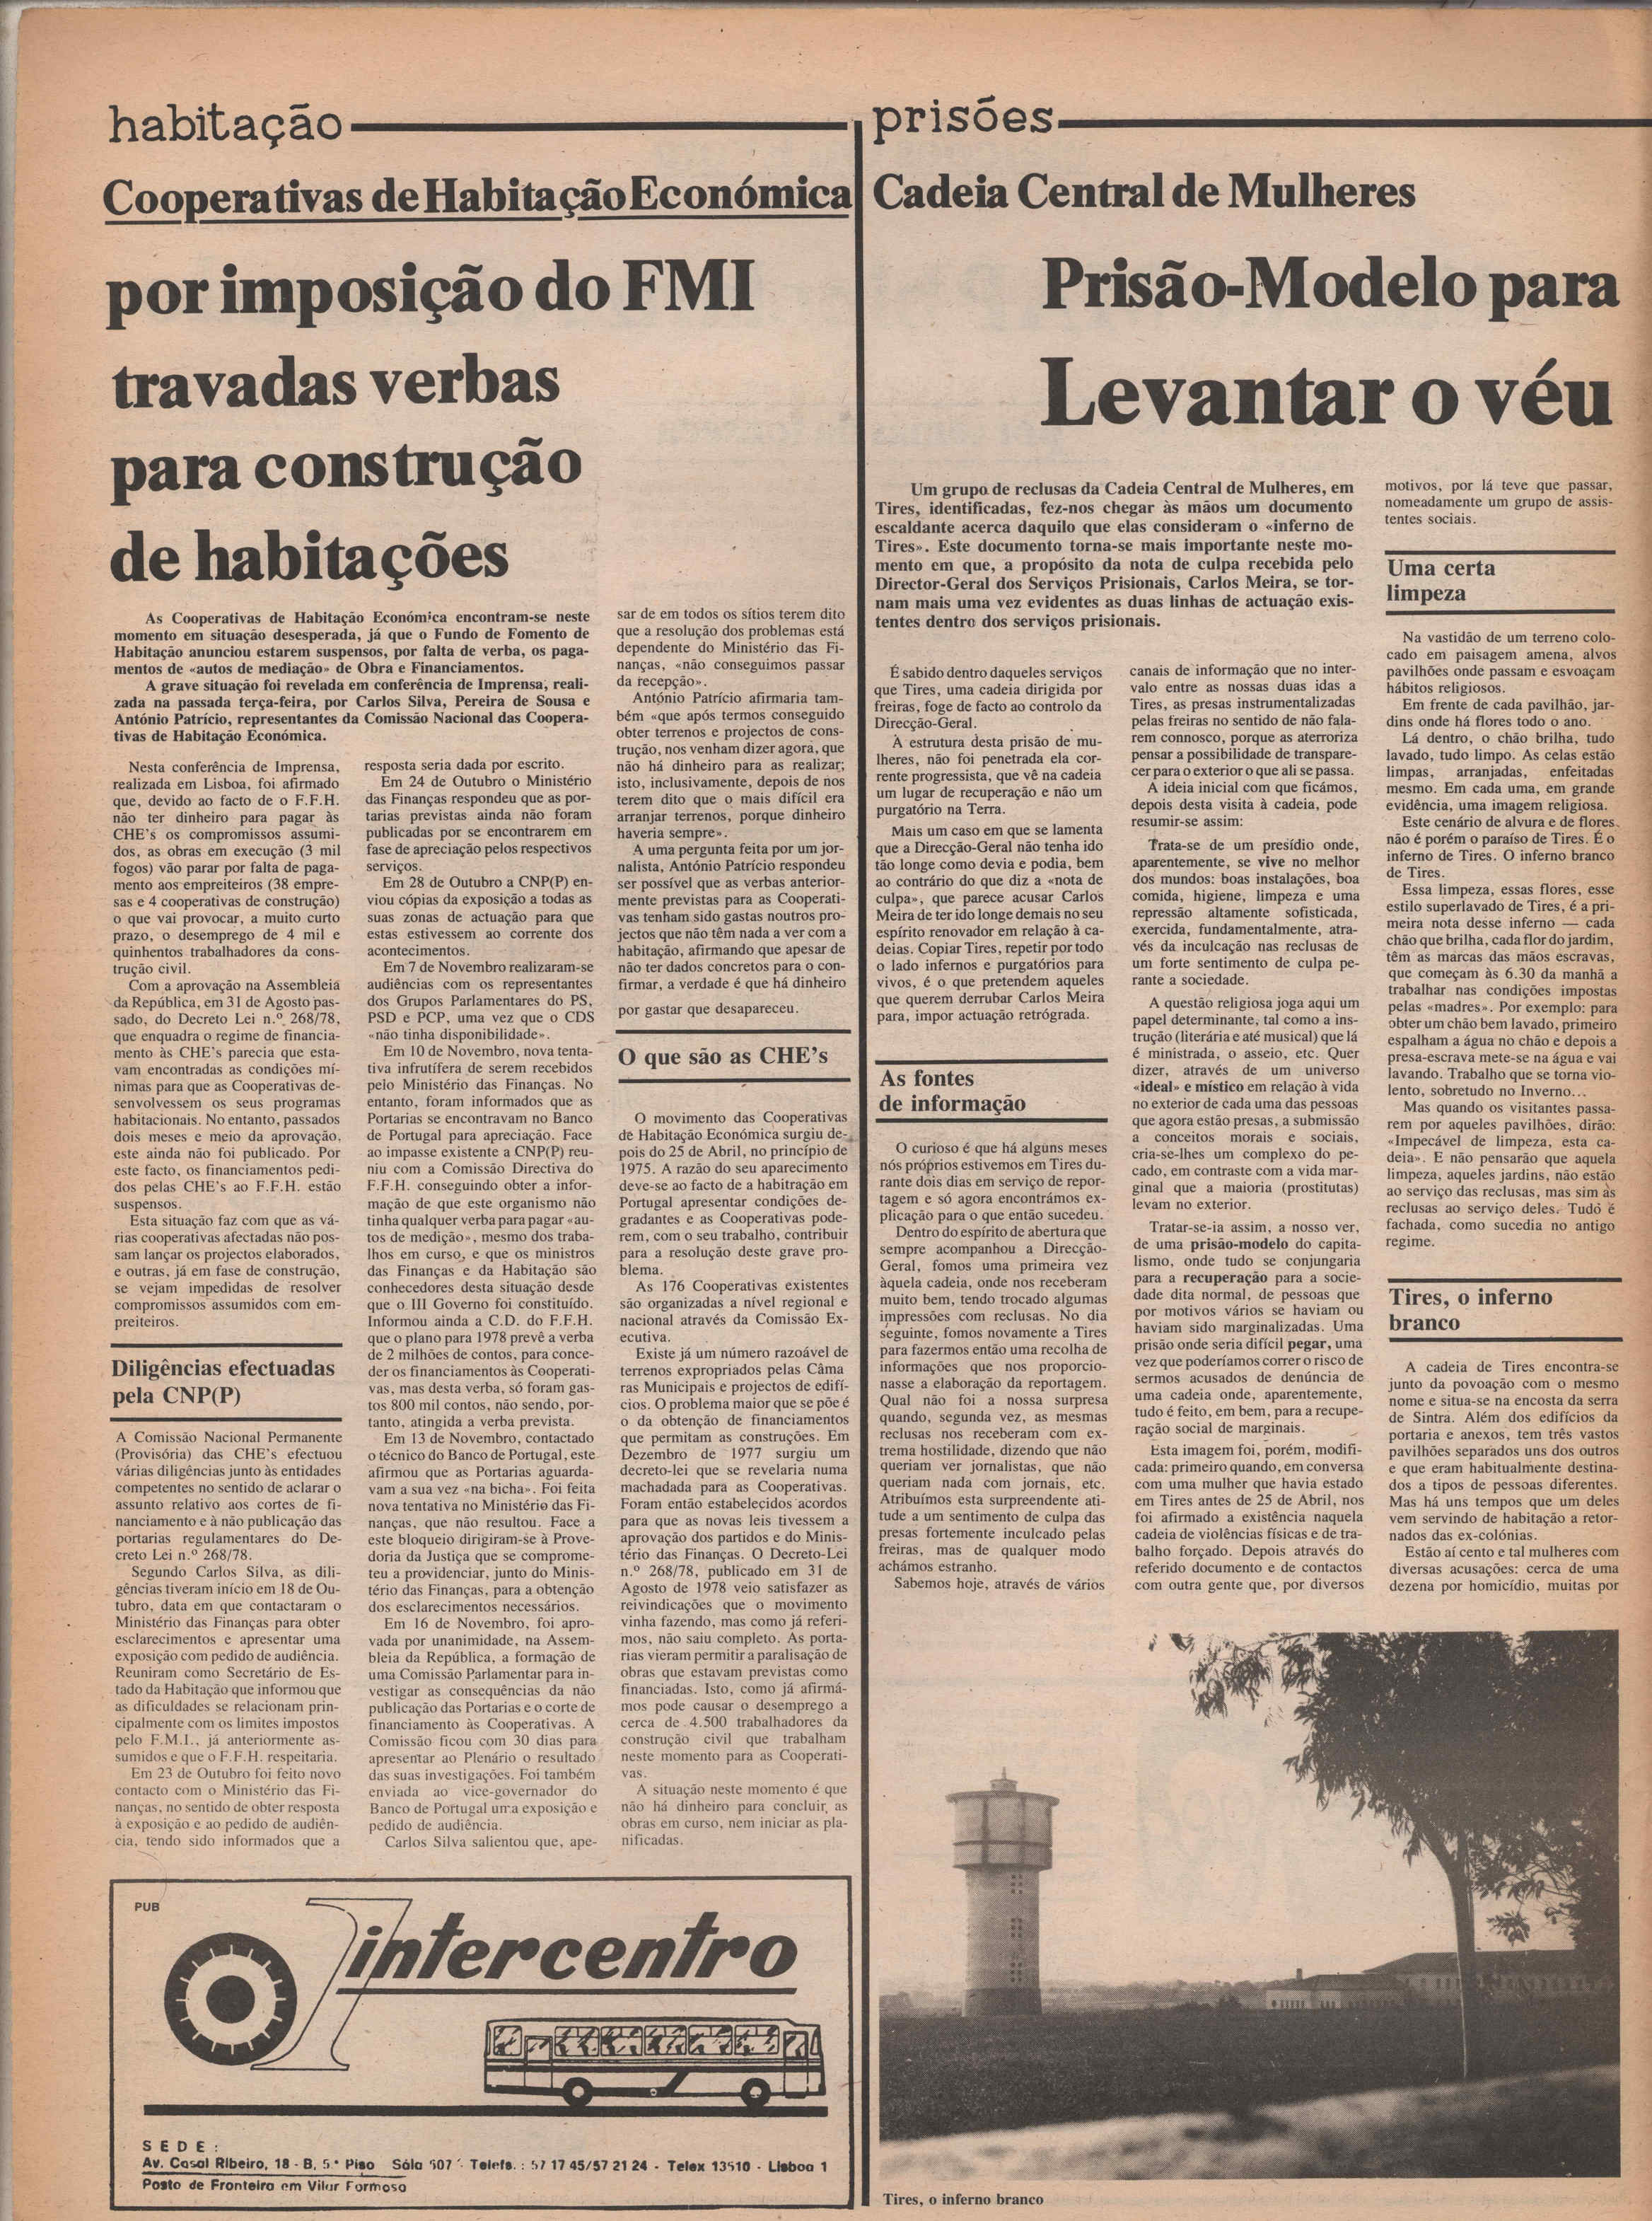 habitação
Cooperativas de Habitação Económica
por imposição do FMI
travadas verbas
para construção
de habitações
As Cooperativas de Habitação Económica encontram-se neste
momento em situação desesperada, já que o Fundo de Fomento de
Habitação anunciou estarem suspensos, por falta de verba, os paga-
mentos de «autos de mediação» de Obra e Financiamentos.
A grave situação foi revelada em conferência de Imprensa, reali-
zada na passada terça-feira, por Carlos Silva, Pereira de Sousa e
António Patrício, representantes da Comissão Nacional das Coopera-
tivas de Habitação Económica.
Nesta conferência de Imprensa,
realizada em Lisboa, foi afirmado
que, devido ao facto de o F.F.H.
não ter dinheiro para pagar às
CHE's os compromissos assumi-
dos, as obras em execução (3 mil
fogos) vão parar por falta de paga-
mento aos empreiteiros (38 empre-
sas e 4 cooperativas de construção)
o que vai provocar, a muito curto
prazo, o desemprego de 4 mil e
quinhentos trabalhadores da cons-
trução civil.
Com a aprovação na Assembleia
da República, em 31 de Agosto pas-
sado, do Decreto Lei n.º 268/78,
que enquadra o regime de financia-
mento às CHE's parecia que esta-
vam encontradas as condições mí-
nimas para que as Cooperativas de-
senvolvessem os seus programas
habitacionais. No entanto, passados
dois meses e meio da aprovação,
este ainda não foi publicado. Por
este facto, os financiamentos pedi-
dos pelas CHE's ao F.F.H. estão
suspensos.
Esta situação faz com que as vá-
rias cooperativas afectadas não pos-
sam lançar os projectos elaborados,
e outras, já em fase de construção,
se vejam impedidas de resolver
compromissos assumidos com em-
preiteiros.
Diligências efectuadas
pela CNP(P)
A Comissão Nacional Permanente
(Provisória) das CHE's efectuou
várias diligências junto às entidades
competentes no sentido de aclarar o
assunto relativo aos cortes de fi-
nanciamento e à não publicação das
portarias regulamentares do De-
creto Lei n.º 268/78.
Segundo Carlos Silva, as dili-
gências tiveram início em 18 de Ou-
tubro, data em que contactaram o
Ministério das Finanças para obter
esclarecimentos e apresentar uma
exposição com pedido de audiência.
Reuniram como Secretário de Es-
tado da Habitação que informou que
as dificuldades se relacionam prin-
cipalmente com os limites impostos
pelo F.M.I., já anteriormente as-
sumidos e que o F.F.H. respeitaria.
Em 23 de Outubro foi feito novo
contacto com o Ministério das Fi-
nanças, no sentido de obter resposta
à exposição e ao pedido de audiên-
cia, tendo sido informados que a
resposta seria dada por escrito.
Em 24 de Outubro o Ministério
das Finanças respondeu que as por-
tarias previstas ainda não foram
publicadas por se encontrarem em
fase de apreciação pelos respectivos
serviços.
Em 28 de Outubro a CNP(P) en-
viou cópias da exposição a todas as
suas zonas de actuação para que
estas estivessem ao corrente dos
acontecimentos.
Em 7 de Novembro realizaram-se
audiências com os representantes
dos Grupos Parlamentares do PS,
PSD e PCP, uma vez que o CDS
«não tinha disponibilidade».
Em 10 de Novembro, nova tenta-
tiva infrutífera de serem recebidos
pelo Ministério das Finanças. No
entanto, foram informados que as
Portarias se encontravam no Banco
de Portugal para apreciação. Face
ao impasse existente a CNP(P) reu-
niu com a Comissão Directiva do
F.F.H. conseguindo obter a infor-
mação de que este organismo não
tinha qualquer verba para pagar «au-
tos de medição», mesmo dos traba-
lhos em curso, e que os ministros
das Finanças e da Habitação são
conhecedores desta situação desde
que o III Governo foi constituído.
Informou ainda a C.D. do F.F.H.
que o plano para 1978 prevê a verba
de 2 milhões de contos, para conce-
der os financiamentos às Cooperati-
vas, mas desta verba, só foram gas-
tos 800 mil contos, não sendo, por-
tanto, atingida a verba prevista.
Em 13 de Novembro, contactado
o técnico do Banco de Portugal, este
afirmou que as Portarias aguarda-
vam a sua vez «na bicha». Foi feita
nova tentativa no Ministério das Fi-
nanças, que não resultou. Face a
este bloqueio dirigiram-se à Prove-
doria da Justiça que se comprome-
teu a providenciar, junto do Minis-
tério das Finanças, para a obtenção
dos esclarecimentos necessários.
Em 16 de Novembro, foi apro-
vada por unanimidade, na Assem-
bleia da República, a formação de
uma Comissão Parlamentar para in-
vestigar as consequências da não
publicação das Portarias e o corte de
financiamento às Cooperativas. A
Comissão ficou com 30 dias para
apresentar ao Plenário o resultado
das suas investigações. Foi também
enviada ao vice-governador do
Banco de Portugal uma exposição e
pedido de audiência.
Carlos Silva salientou que, ape-
sar de em todos os sítios terem dito
que a resolução dos problemas está
dependente do Ministério das Fi-
nanças, «não conseguimos passar
da recepção».
António Patrício afirmaria tam-
bém «que após termos conseguido
obter terrenos e projectos de cons-
trução, nos venham dizer agora, que
não há dinheiro para as realizar;
isto, inclusivamente, depois de nos
terem dito que o mais difícil era
arranjar terrenos, porque dinheiro
haveria sempre».
A uma pergunta feita por um jor-
nalista, António Patrício respondeu
ser possível que as verbas anterior-
mente previstas para as Cooperati-
vas tenham sido gastas noutros pro-
jectos que não têm nada a ver com a
habitação, afirmando que apesar de
não ter dados concretos para o con-
firmar, a verdade é que há dinheiro
por gastar que desapareceu.
O que são as CHE's
O movimento das Cooperativas
de Habitação Económica surgiu de-
pois do 25 de Abril, no princípio de
1975. A razão do seu aparecimento
deve-se ao facto de a habitração em
Portugal apresentar condições de-
gradantes e as Cooperativas pode-
rem, com o seu trabalho, contribuir
para a resolução deste grave pro-
blema.
As 176 Cooperativas existentes
são organizadas a nível regional e
nacional através da Comissão Ex-
ecutiva.
Existe já um número razoável de
terrenos expropriados pelas Câma
ras Municipais e projectos de edifí-
cios. O problema maior que se põe é
o da obtenção de financiamentos
que permitam as construções. Em
Dezembro de 1977 surgiu um
decreto-lei que se revelaria numa
machadada para as Cooperativas.
Foram então estabelecidos acordos
para que as novas leis tivessem a
aprovação dos partidos e do Minis-
tério das Finanças. O Decreto-Lei
n.º 268/78, publicado em 31 de
Agosto de 1978 veio satisfazer as
reivindicações que o movimento
vinha fazendo, mas como já referi-
mos, não saiu completo. As porta-
rias vieram permitir a paralisação de
obras que estavam previstas como
financiadas. Isto, como já afirmá-
mos pode causar o desemprego a
cerca de 4.500 trabalhadores da
construção civil que trabalham
neste momento para as Cooperati-
vas.
A situação neste momento é que
não há dinheiro para concluir as
obras em curso, nem iniciar as pla-
nificadas.
PUB
intercentro
SEDE:
Av. Casal Ribeiro, 18 - B, 5.º Piso Sala 507 - Telefs.: 57 17 45/57 21 24 - Telex 13510 - Lisboa 1
Posto de Fronteira em Vilar Formoso
prisões
Cadeia Central de Mulheres
Prisão-Modelo para
Levantar o véu
Um grupo de reclusas da Cadeia Central de Mulheres, em
Tires, identificadas, fez-nos chegar às mãos um documento
escaldante acerca daquilo que elas consideram o «inferno de
Tires». Este documento torna-se mais importante neste mo-
mento em que, a propósito da nota de culpa recebida pelo
Director-Geral dos Serviços Prisionais, Carlos Meira, se tor-
nam mais uma vez evidentes as duas linhas de actuação exis-
tentes dentro dos serviços prisionais.
É sabido dentro daqueles serviços
que Tires, uma cadeia dirigida por
freiras, foge de facto ao controlo da
Direcção-Geral.
A estrutura desta prisão de mu-
lheres, não foi penetrada ela cor-
rente progressista, que vê na cadeia
um lugar de recuperação e não um
purgatório na Terra.
Mais um caso em que se lamenta
que a Direcção-Geral não tenha ido
tão longe como devia e podia, bem
ao contrário do que diz a «nota de
culpa», que parece acusar Carlos
Meira de ter ido longe demais no seu
espírito renovador em relação à ca-
deias. Copiar Tires, repetir por todo
o lado infernos e purgatórios para
vivos, é o que pretendem aqueles
que querem derrubar Carlos Meira
para, impor actuação retrógrada.
As fontes
de informação
O curioso é que há alguns meses
nós próprios estivemos em Tires du-
rante dois dias em serviço de repor-
tagem e só agora encontrámos ex-
plicação para o que então sucedeu.
Dentro do espírito de abertura que
sempre acompanhou a Direcção-
Geral, fomos uma primeira vez
àquela cadeia, onde nos receberam
muito bem, tendo trocado algumas
impressões com reclusas. No dia
seguinte, fomos novamente a Tires
para fazermos então uma recolha de
informações que nos proporcio-
nasse a elaboração da reportagem.
Qual não foi a nossa surpresa
quando, segunda vez, as mesmas
reclusas nos receberam com ex-
trema hostilidade, dizendo que não
queriam ver jornalistas, que não
queriam nada com jornais, etc.
Atribuímos esta surpreendente ati-
tude a um sentimento de culpa das
presas fortemente inculcado pelas
freiras, mas de qualquer modo
achámos estranho.
Sabemos hoje, através de vários
canais de informação que no inter-
valo entre as nossas duas idas a
Tires, as presas instrumentalizadas
pelas freiras no sentido de não fala-
rem connosco, porque as aterroriza
pensar a possibilidade de transpare-
cer para o exterior o que ali se passa.
A ideia inicial com que ficámos,
depois desta visita à cadeia, pode
resumir-se assim:
Trata-se de um presídio onde,
aparentemente, se vive no melhor
dos mundos: boas instalações, boa
comida, higiene, limpeza e uma
repressão altamente sofisticada,
exercida, fundamentalmente, atra-
vés da inculcação nas reclusas de
um forte sentimento de culpa pe-
rante a sociedade.
A questão religiosa joga aqui um
papel determinante, tal como a ins-
trução (literária e até musical) que lá
é ministrada, o asseio, etc. Quer
dizer, através de um universo
«ideal» e místico em relação à vida
no exterior de cada uma das pessoas
que agora estão presas, a submissão
a conceitos morais e sociais,
cria-se-lhes um complexo do pe-
cado, em contraste com a vida mar-
ginal que a maioria (prostitutas)
levam no exterior.
Tratar-se-ia assim, a nosso ver,
de uma prisão-modelo do capita-
lismo, onde tudo se conjungaria
para a recuperação para a socie-
dade dita normal, de pessoas que
por motivos vários se haviam ou
haviam sido marginalizadas. Uma
prisão onde seria difícil pegar, uma
vez que poderíamos correr o risco de
sermos acusados de denúncia de
uma cadeia onde, aparentemente,
tudo é feito, em bem, para a recupe-
ração social de marginais.
Esta imagem foi, porém, modifi-
cada: primeiro quando, em conversa
com uma mulher que havia estado
em Tires antes de 25 de Abril, nos
foi afirmado a existência naquela
cadeia de violências físicas e de tra-
balho forçado. Depois através do
referido documento e de contactos
com outra gente que, por diversos
motivos, por lá teve que passar,
nomeadamente um grupo de assis-
tentes sociais.
Uma certa
limpeza
Na vastidão de um terreno colo-
cado em paisagem amena, alvos
pavilhões onde passam e esvoaçam
hábitos religiosos.
Em frente de cada pavilhão, jar-
dins onde há flores todo o ano.
Lá dentro, o chão brilha, tudo
lavado, tudo limpo. As celas estão
limpas, arranjadas, enfeitadas
mesmo. Em cada uma, em grande
evidência, uma imagem religiosa.
Este cenário de alvura e de flores
não é porém o paraíso de Tires. É o
inferno de Tires. O inferno branco
de Tires.
Essa limpeza, essas flores, esse
estilo superlavado de Tires, é a pri-
meira nota desse inferno — cada
chão que brilha, cada flor do jardim,
têm as marcas das mãos escravas,
que começam às 6.30 da manhã a
trabalhar nas condições impostas
pelas «madres». Por exemplo: para
obter um chão bem lavado, primeiro
espalham a água no chão e depois a
presa-escrava mete-se na água e vai
lavando. Trabalho que se torna vio-
lento, sobretudo no Inverno...
Mas quando os visitantes passa-
rem por aqueles pavilhões, dirão:
«Impecável de limpeza, esta ca-
deia». E não pensarão que aquela
limpeza, aqueles jardins, não estão
ao serviço das reclusas, mas sim as
reclusas ao serviço deles. Tudo é
fachada, como sucedia no antigo
regime.
Tires, o inferno
branco
A cadeia de Tires encontra-se
junto da povoação com o mesmo
nome e situa-se na encosta da serra
de Sintra. Além dos edifícios da
portaria e anexos, tem três vastos
pavilhões separados uns dos outros
e que eram habitualmente destina-
dos a tipos de pessoas diferentes.
Mas há uns tempos que um deles
vem servindo de habitação a retor-
nados das ex-colónias.
Estão aí cento e tal mulheres com
diversas acusações: cerca de uma
dezena por homicídio, muitas por
Tires, o inferno branco